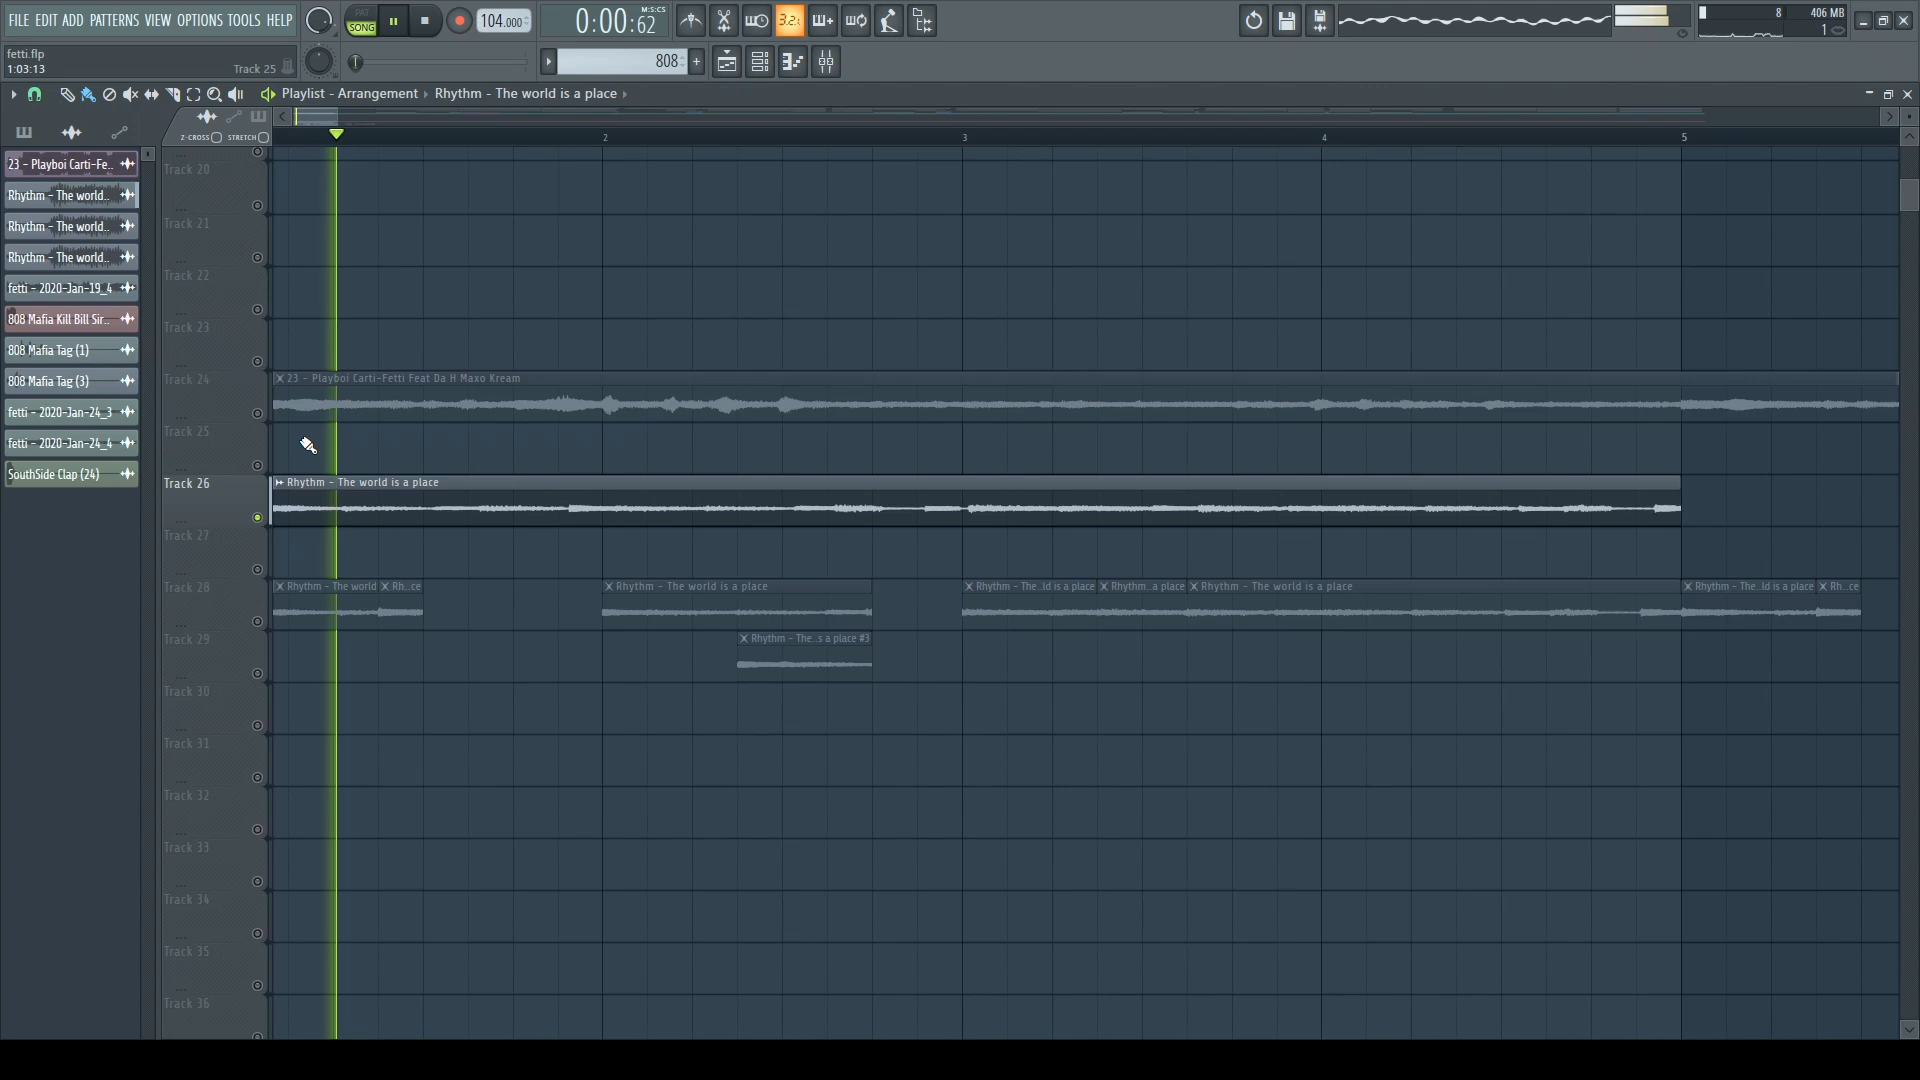 FILE EDIT ADD PATTERNS VIEW OPTIONS TOOLS HELP
PAT
SONG
104.000
0:00:62
M:S:CS
3.2.
8
406 MB
1
fetti.flp
1:03:13
Track 25
808
Playlist - Arrangement
Rhythm - The world is a place
Z-CROSS
STRETCH
2
3
4
5
23 - Playboi Carti-Fe..
Rhythm - The world..
Rhythm - The world..
Rhythm - The world..
fetti - 2020-Jan-19_4
808 Mafia Kill Bill Sir..
808 Mafia Tag (1)
808 Mafia Tag (3)
fetti - 2020-Jan-24_3
fetti - 2020-Jan-24_4
SouthSide Clap (24)
Track 20
Track 21
Track 22
Track 23
Track 24
23 - Playboi Carti-Fetti Feat Da H Maxo Kream
Track 25
Track 26
Rhythm - The world is a place
Track 27
Track 28
Rhythm - The world
Rh..ce
Rhythm - The world is a place
Rhythm - The..ld is a place
Rhythm..a place
Rhythm - The world is a place
Rhythm - The..ld is a place
Rh..ce
Track 29
Rhythm - The..s a place #3
Track 30
Track 31
Track 32
Track 33
Track 34
Track 35
Track 36